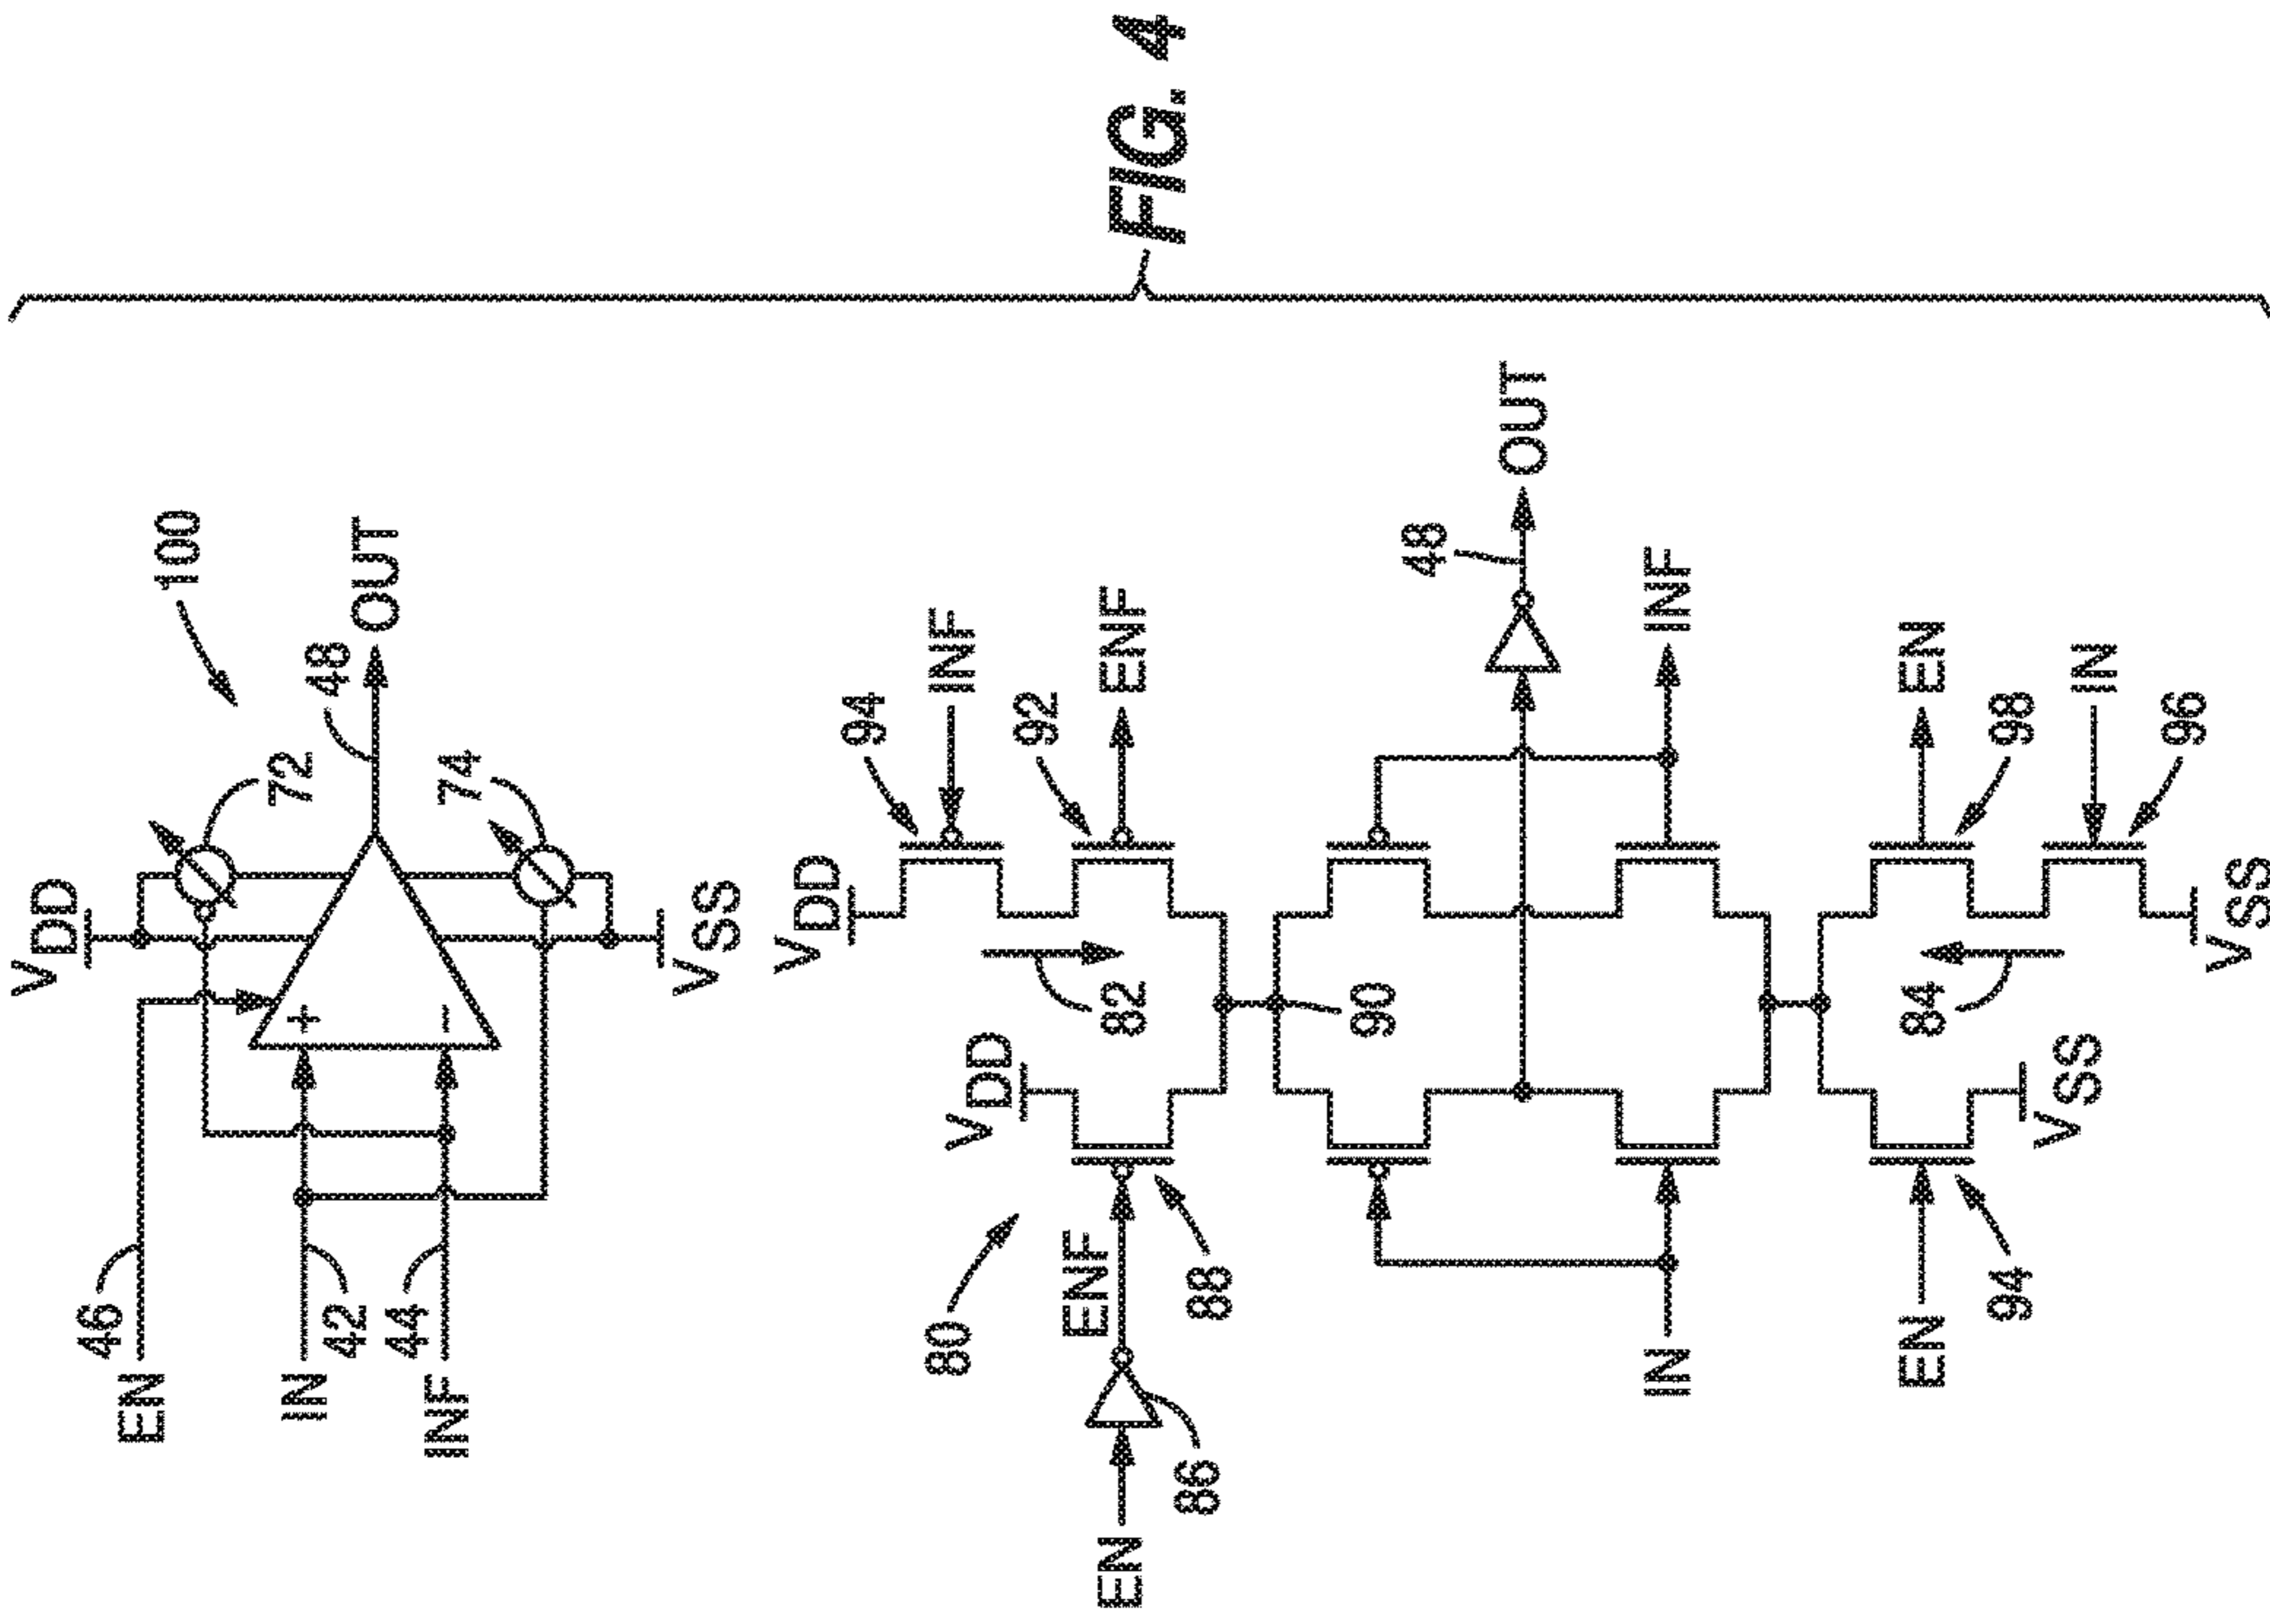 V_DD
EN
46
IN
42
44
INF
+
−
72
74
48
OUT
100
V_SS
V_DD
94
INF
V_DD
82
92
ENF
80
EN
86
ENF
88
90
48
OUT
IN
INF
EN
94
V_SS
84
EN
98
IN
96
V_SS
FIG. 4